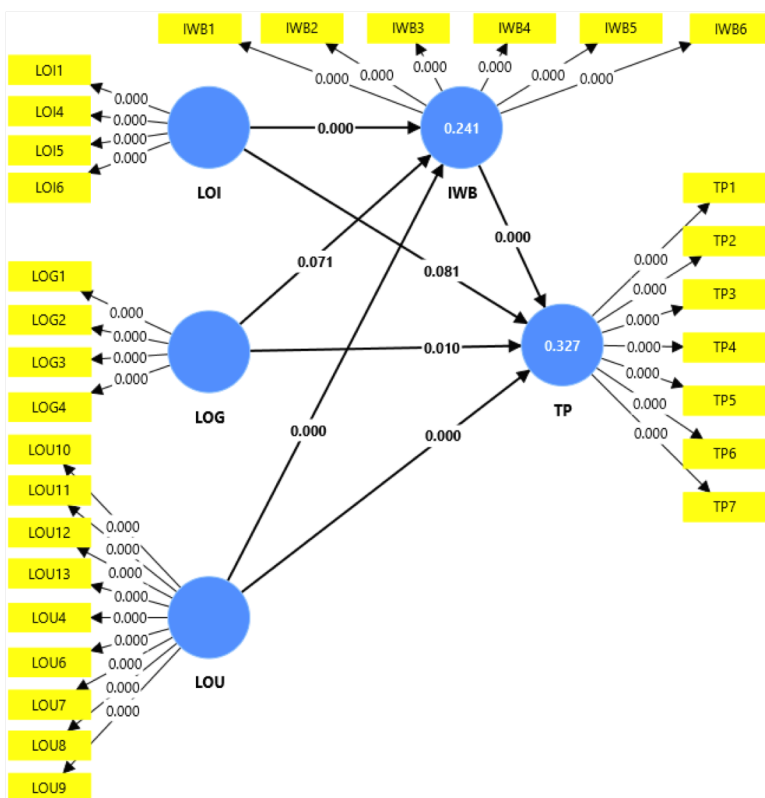 IWB1
IWB2
IWB3
IWB4
IWB5
IWB6
0.000
0.000
0.000
0.000
0.000
0.000
LOI1
LOI4
LOI5
LOI6
0.000
0.000
0.000
0.000
LOI
0.000
0.241
IWB
0.071
0.081
0.000
LOG1
LOG2
LOG3
LOG4
0.000
0.000
0.000
0.000
LOG
0.010
0.327
TP
TP1
TP2
TP3
TP4
TP5
TP6
TP7
0.000
0.000
0.000
0.000
0.000
0.000
0.000
0.000
0.000
LOU10
LOU11
LOU12
LOU13
LOU4
LOU6
LOU7
LOU8
LOU9
0.000
0.000
0.000
0.000
0.000
0.000
0.000
0.000
0.000
LOU